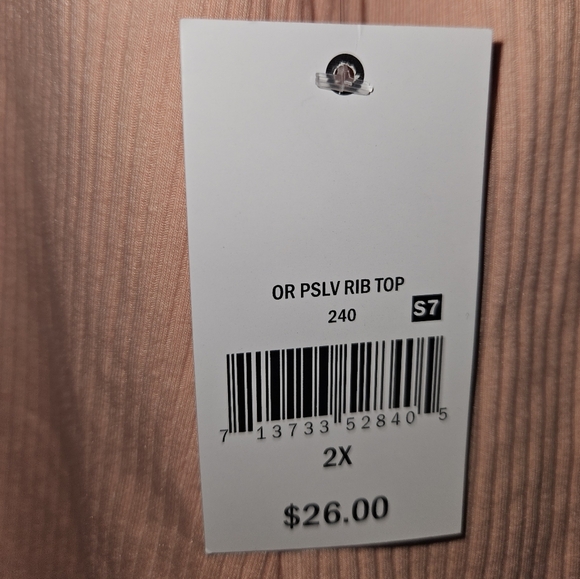 OR PSLV RIB TOP
240
S7
7 13733 52840 5
2X
$26.00